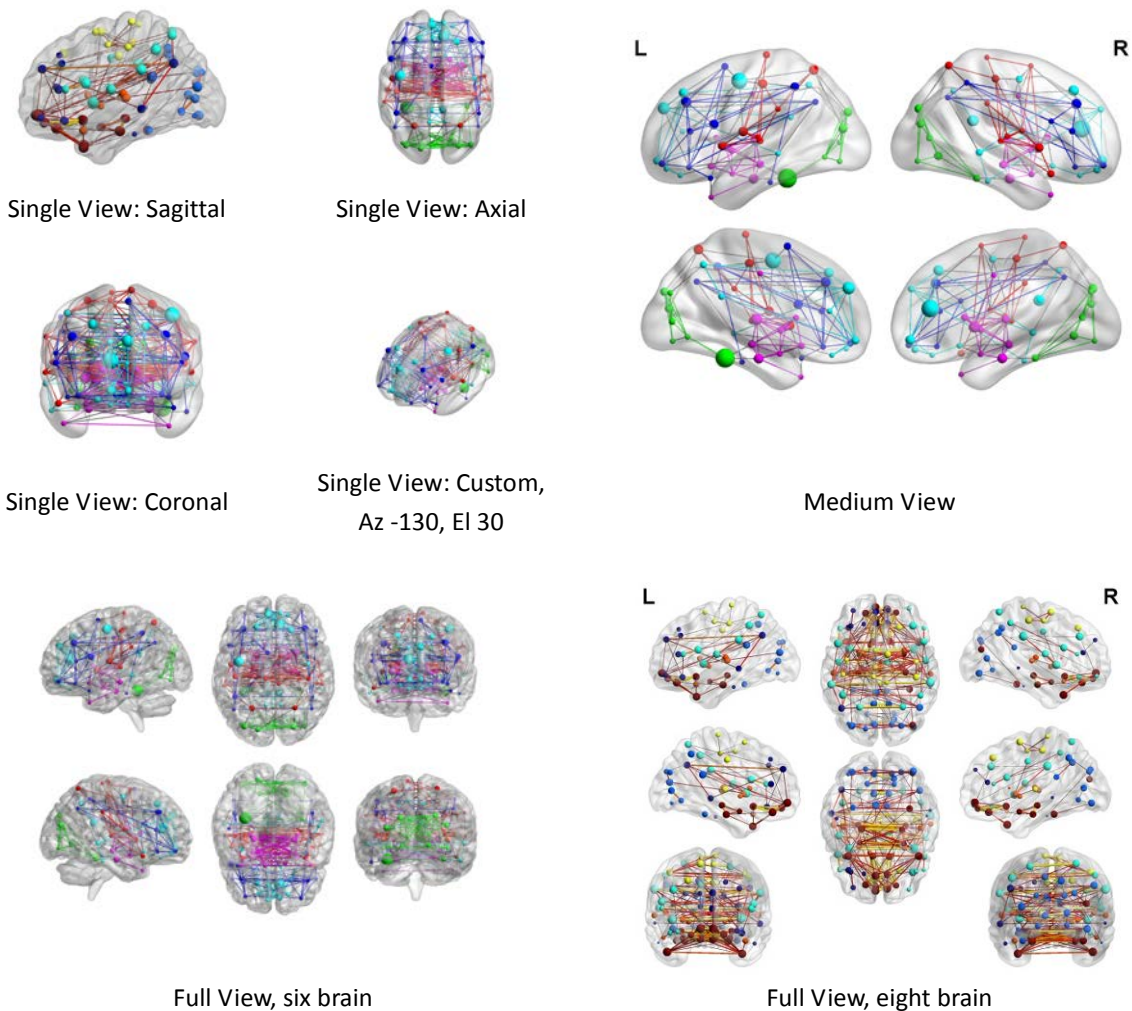 L
R
Single View: Sagittal
Single View: Axial
Single View: Coronal
Single View: Custom,
Az -130, El 30
Medium View
L
R
Full View, six brain
Full View, eight brain